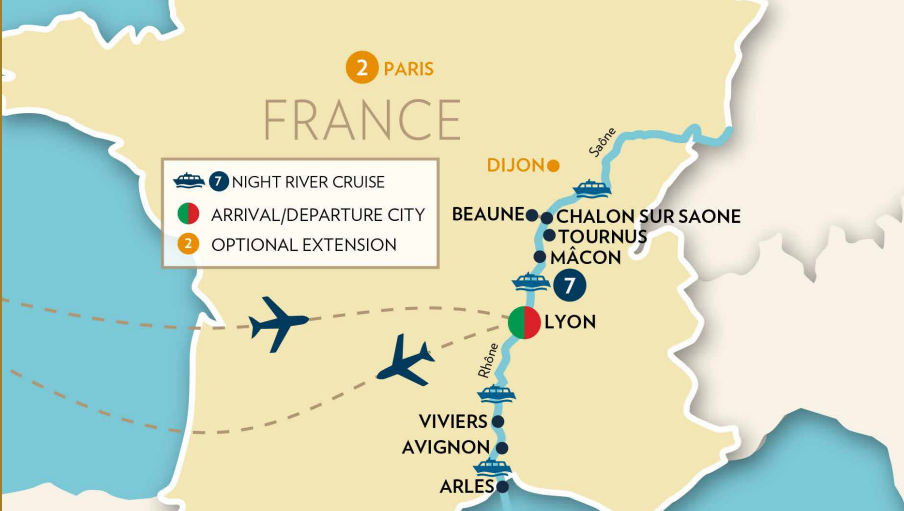 2 PARIS
FRANCE
Saône
DIJON
7 NIGHT RIVER CRUISE
ARRIVAL/DEPARTURE CITY
2 OPTIONAL EXTENSION
BEAUNE
CHALON SUR SAONE
TOURNUS
MÂCON
7
LYON
Rhône
VIVIERS
AVIGNON
ARLES